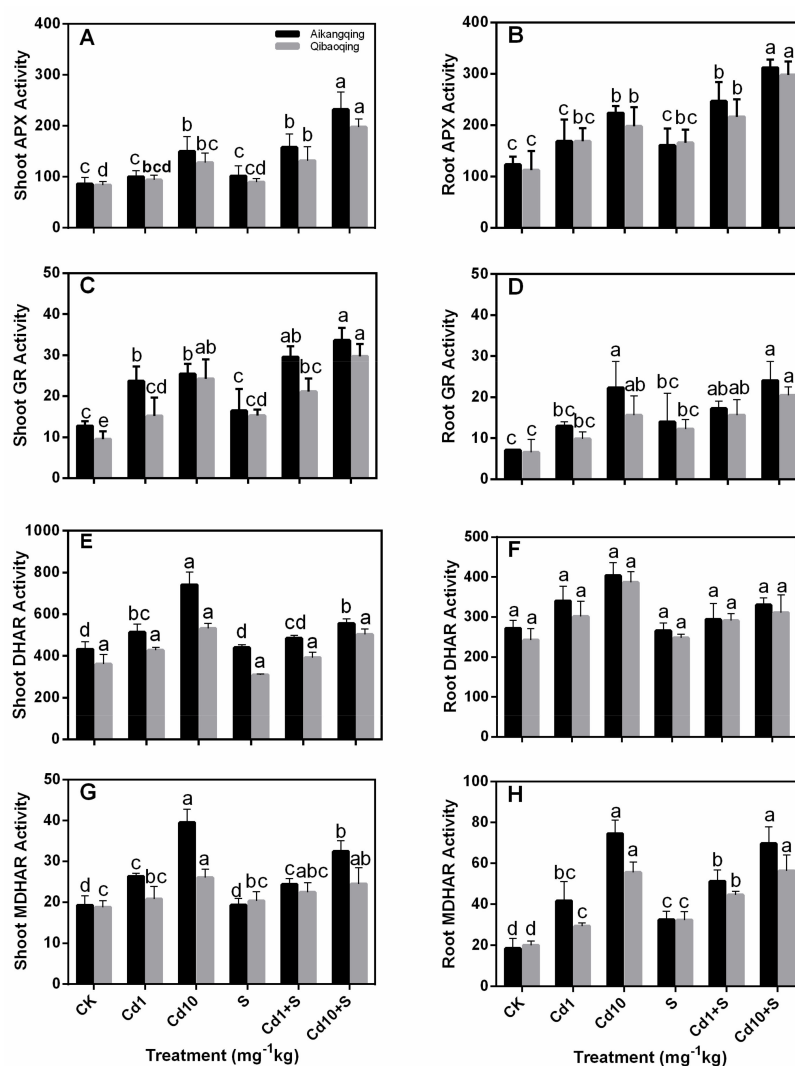 A
Aikangqing
Qibaoqing
Shoot APX Activity
400
300
200
100
0
c d c bcd b bc c cd b b a a
B
Root APX Activity
400
300
200
100
0
c c c bc b b c bc b b a a
C
Shoot GR Activity
50
40
30
20
10
0
c e b cd b ab c cd ab bc a a
D
Root GR Activity
50
40
30
20
10
0
c c bc bc a ab bc bc ab ab a a
E
Shoot DHAR Activity
1000
800
600
400
200
0
d a bc a a a d a cd a b a
F
Root DHAR Activity
500
400
300
200
100
0
a a a a a a a a a a a a
G
Shoot MDHAR Activity
50
40
30
20
10
0
d c c bc a a d bc c abc b ab
CK Cd1 Cd10 S Cd1+S Cd10+S
Treatment (mg⁻¹kg)
H
Root MDHAR Activity
100
80
60
40
20
0
d d bc c a a c c b b a a
CK Cd1 Cd10 S Cd1+S Cd10+S
Treatment (mg⁻¹kg)